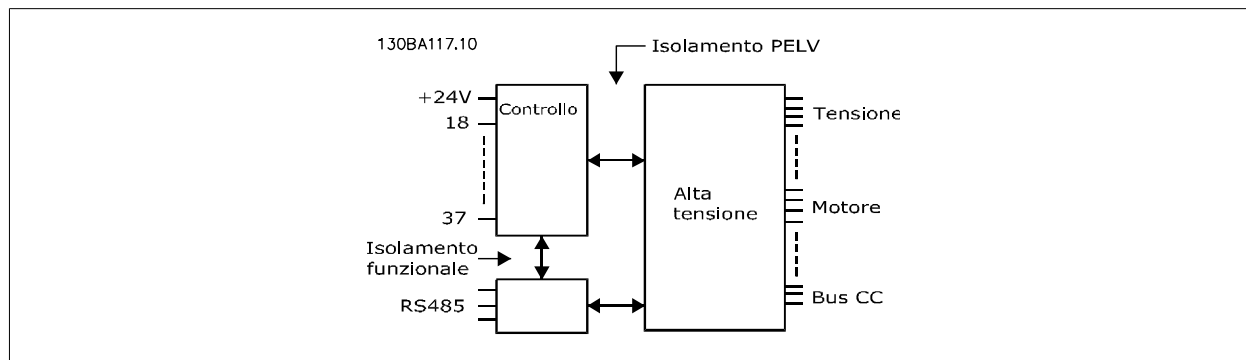 130BA117.10
Isolamento PELV
+24V
Controllo
18
37
Alta
tensione
Tensione
Motore
Bus CC
Isolamento
funzionale
RS485